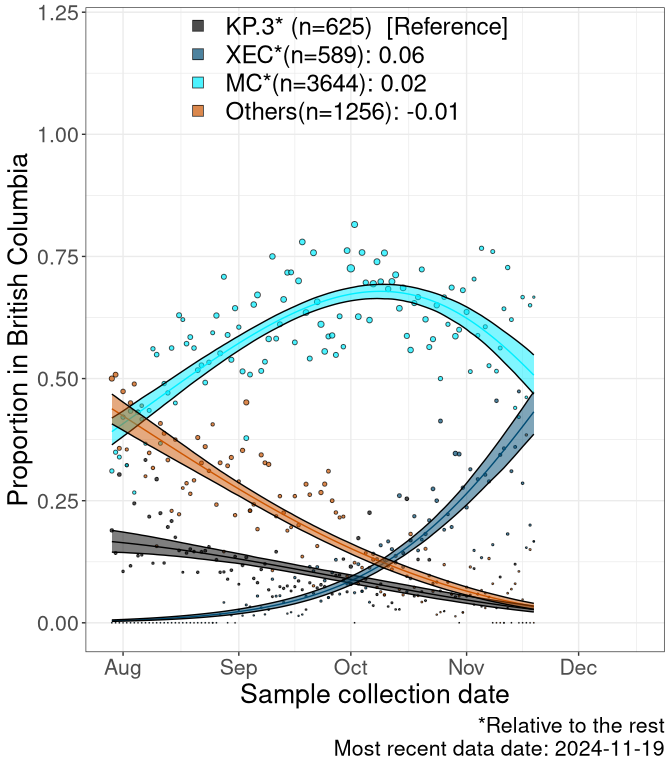 KP.3* (n=625)  [Reference]
XEC*(n=589): 0.06
MC*(n=3644): 0.02
Others(n=1256): -0.01
1.25
1.00
0.75
0.50
0.25
0.00
Proportion in British Columbia
Aug Sep Oct Nov Dec
Sample collection date
*Relative to the rest
Most recent data date: 2024-11-19